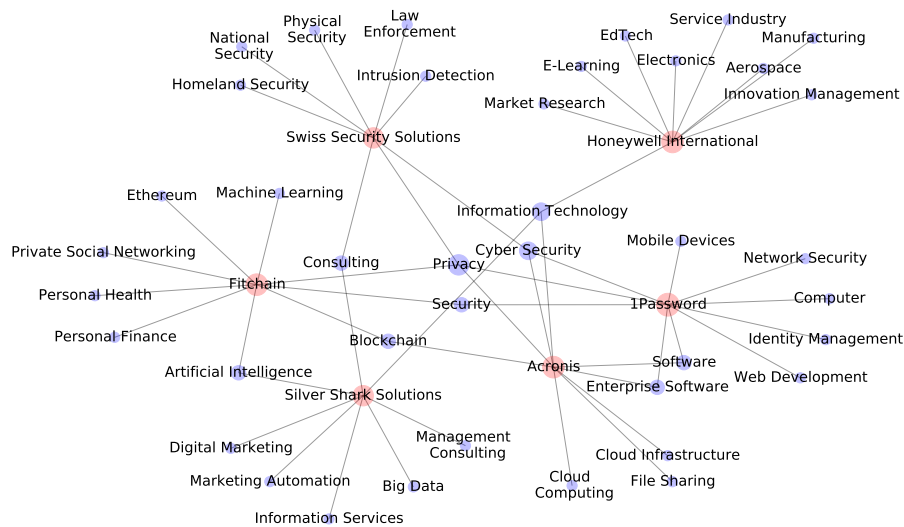 Law
Enforcement
Physical
Security
Service Industry
EdTech
Manufacturing
National
Security
Electronics
E-Learning
Aerospace
Intrusion Detection
Homeland Security
Innovation Management
Market Research
Swiss Security Solutions
Honeywell International
Ethereum
Machine Learning
Information Technology
Mobile Devices
Private Social Networking
Cyber Security
Network Security
Consulting
Privacy
Fitchain
Personal Health
Security
1Password
Computer
Personal Finance
Blockchain
Identity Management
Software
Artificial Intelligence
Acronis
Web Development
Enterprise Software
Silver Shark Solutions
Digital Marketing
Management
Consulting
Cloud Infrastructure
Marketing Automation
Big Data
Cloud
Computing
File Sharing
Information Services